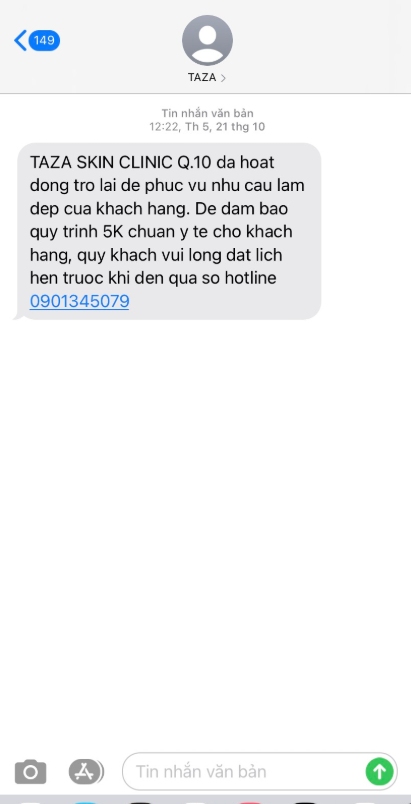 149
TAZA
Tin nhắn văn bản
12:22, Th 5, 21 thg 10
TAZA SKIN CLINIC Q.10 da hoat
dong tro lai de phuc vu nhu cau lam
dep cua khach hang. De dam bao
quy trinh 5K chuan y te cho khach
hang, quy khach vui long dat lich
hen truoc khi den qua so hotline
0901345079
Tin nhắn văn bản